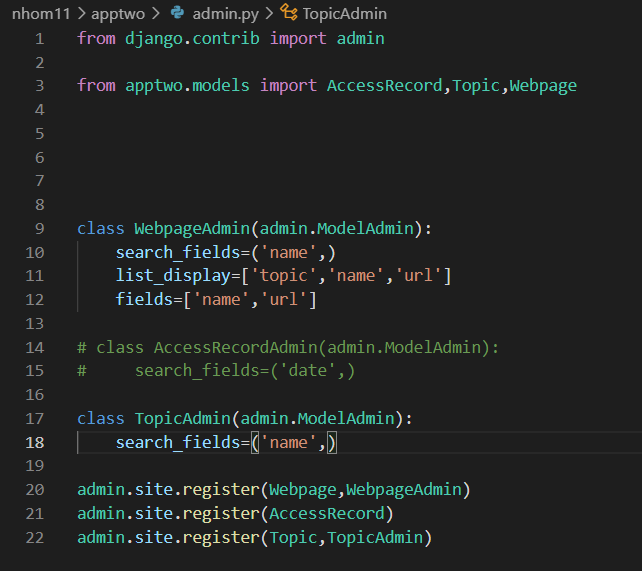 nhom11 > apptwo > admin.py > TopicAdmin
1 from django.contrib import admin
2
3 from apptwo.models import AccessRecord,Topic,Webpage
4
5
6
7
8
9 class WebpageAdmin(admin.ModelAdmin):
10     search_fields=('name',)
11     list_display=['topic','name','url']
12     fields=['name','url']
13
14 # class AccessRecordAdmin(admin.ModelAdmin):
15 #     search_fields=('date',)
16
17 class TopicAdmin(admin.ModelAdmin):
18     search_fields=('name',)
19
20 admin.site.register(Webpage,WebpageAdmin)
21 admin.site.register(AccessRecord)
22 admin.site.register(Topic,TopicAdmin)